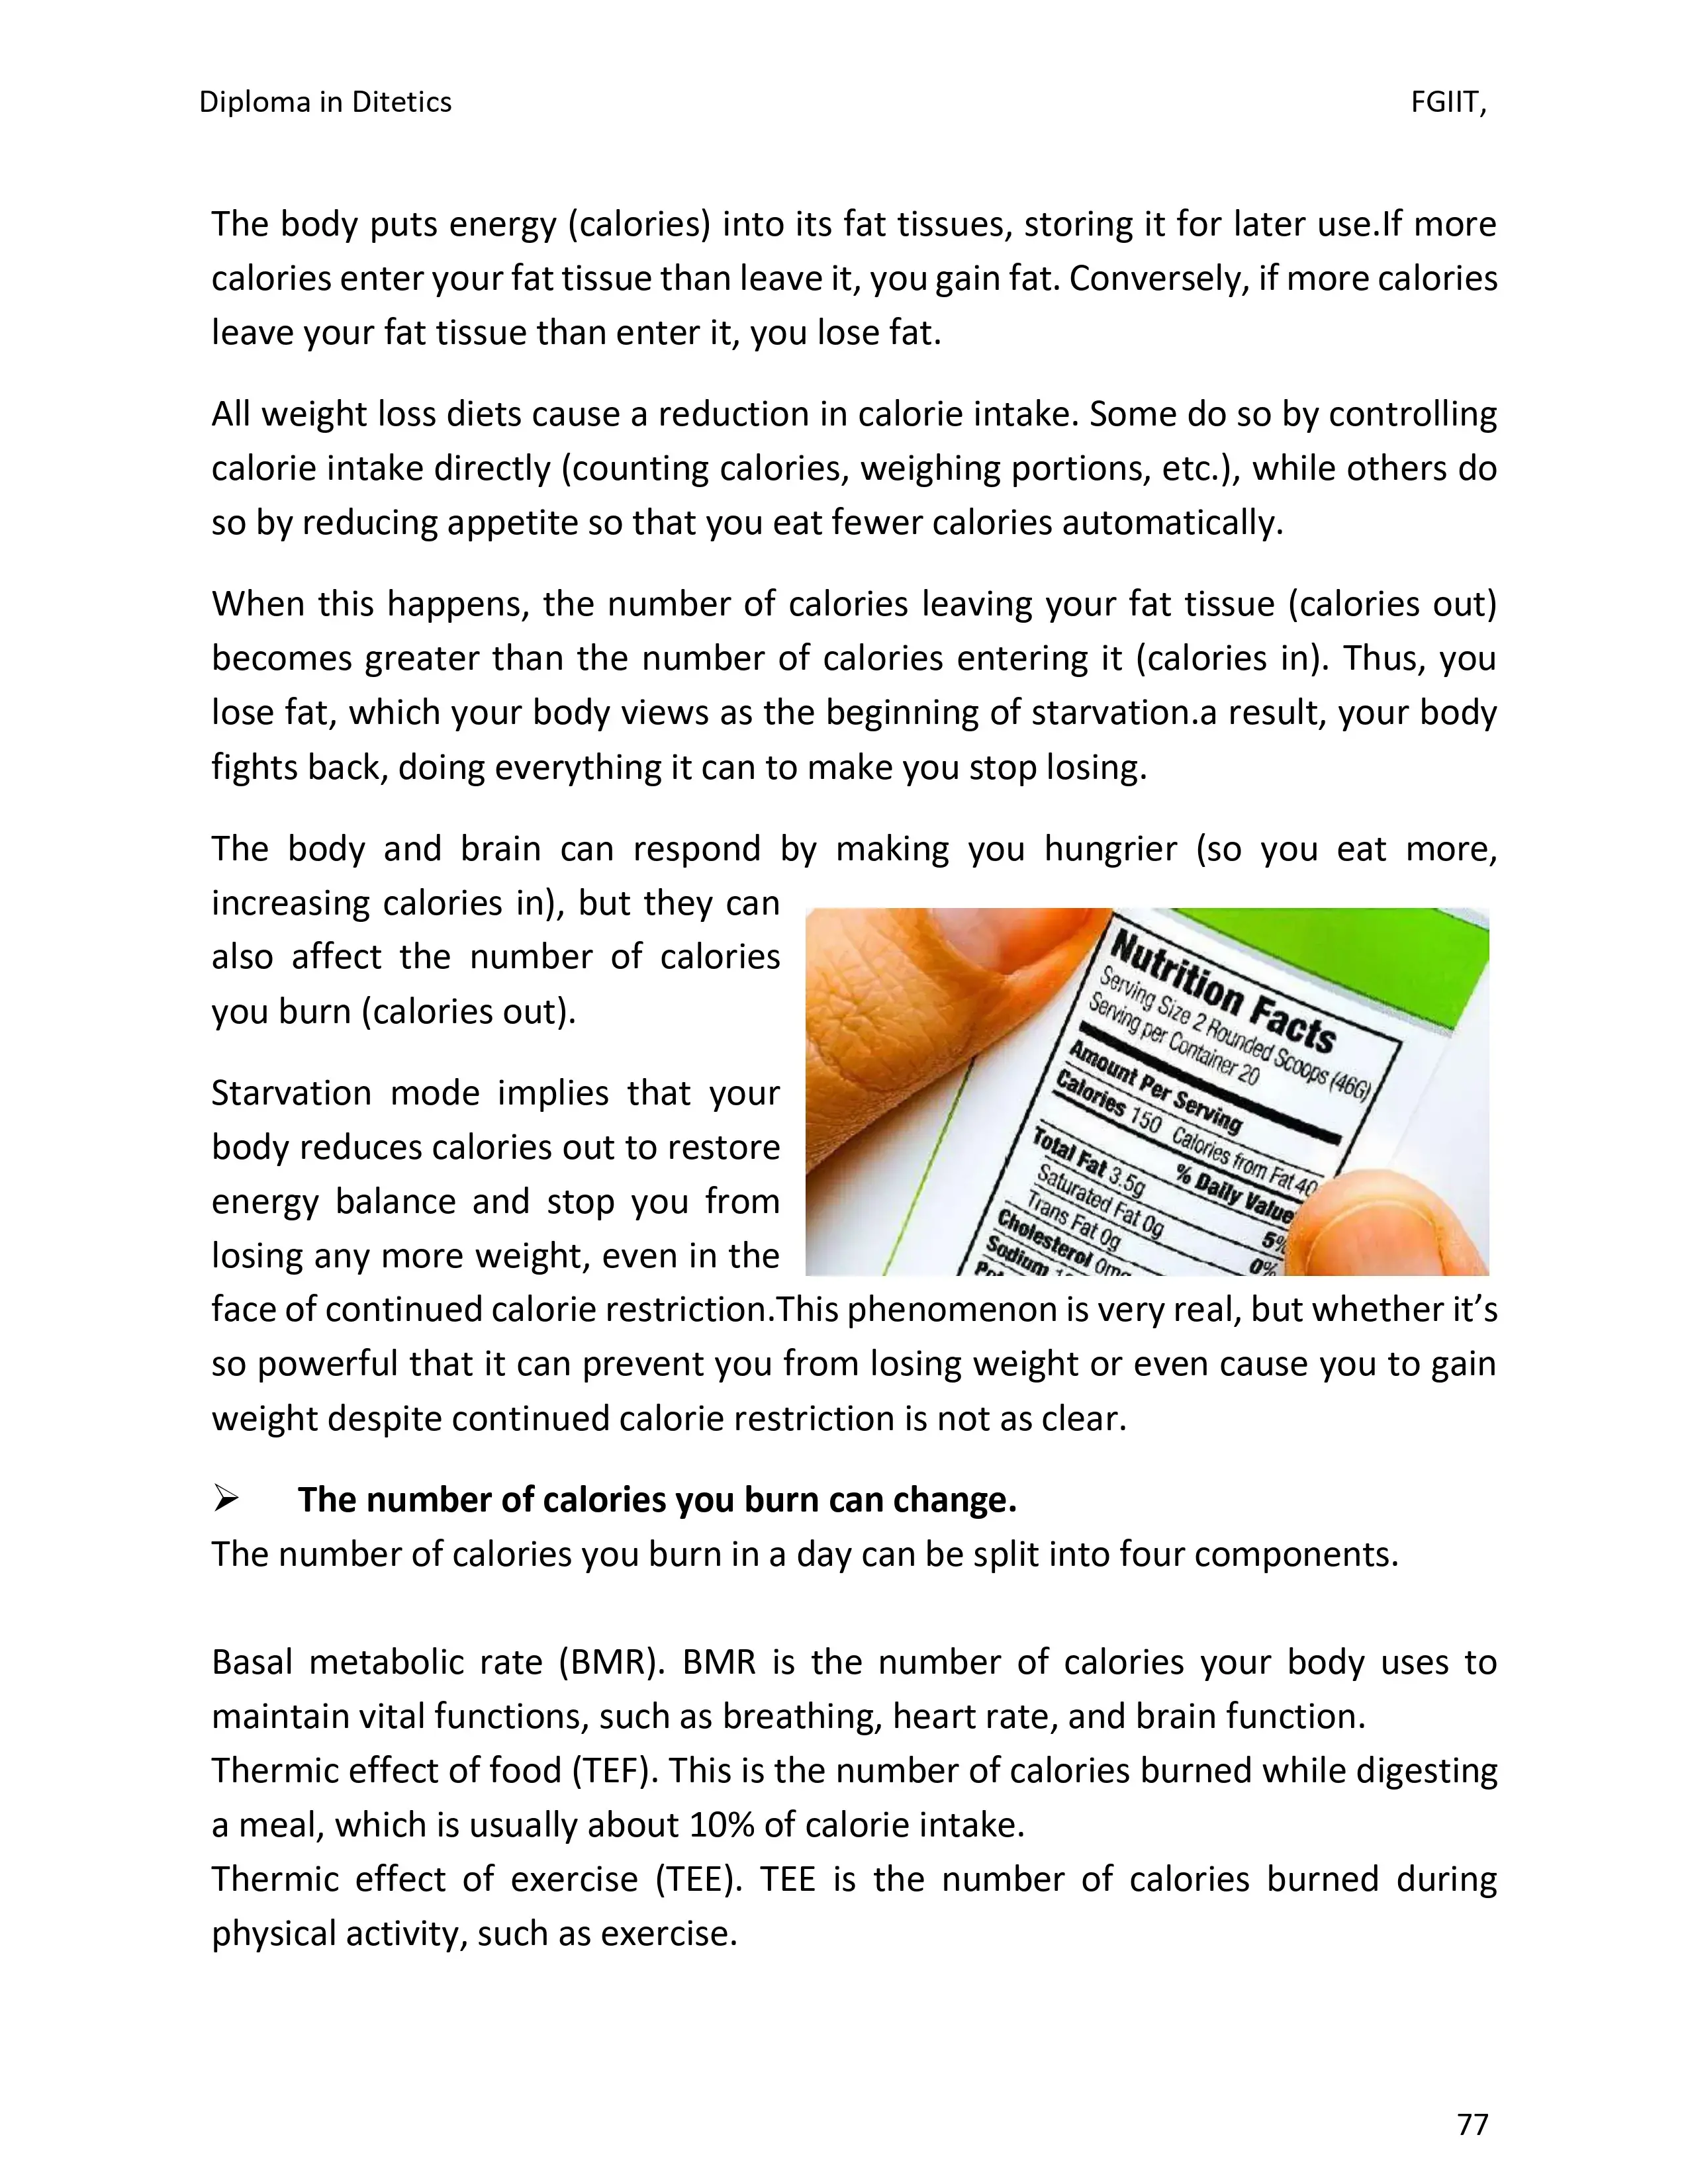 Diploma in Ditetics FGIIT,
The body puts energy (calories) into its fat tissues, storing it for later use.If more
calories enter your fat tissue than leave it, you gain fat. Conversely, if more calories
leave your fat tissue than enter it, you lose fat.
All weight loss diets cause a reduction in calorie intake. Some do so by controlling
calorie intake directly (counting calories, weighing portions, etc.), while others do
so by reducing appetite so that you eat fewer calories automatically.
When this happens, the number of calories leaving your fat tissue (calories out)
becomes greater than the number of calories entering it (calories in). Thus, you
lose fat, which your body views as the beginning of starvation.a result, your body
fights back, doing everything it can to make you stop losing.
The body and brain can respond by making you hungrier (so you eat more,
increasing calories in), but they can
also affect the number of calories
you burn (calories out).
Starvation mode implies that your
body reduces calories out to restore
energy balance and stop you from
losing any more weight, even in the
Nutrition Facts
Serving Size 2 Rounded Scoops (46G)
Serving per Container 20
Amount Per Serving
Calories 150 Calories from Fat 40
% Daily Value
Total Fat 3.5g 5%
Saturated Fat 0g 0%
Trans Fat 0g
Cholesterol 0mg
Sodium
face of continued calorie restriction.This phenomenon is very real, but whether it’s
so powerful that it can prevent you from losing weight or even cause you to gain
weight despite continued calorie restriction is not as clear.
➢ The number of calories you burn can change.
The number of calories you burn in a day can be split into four components.
Basal metabolic rate (BMR). BMR is the number of calories your body uses to
maintain vital functions, such as breathing, heart rate, and brain function.
Thermic effect of food (TEF). This is the number of calories burned while digesting
a meal, which is usually about 10% of calorie intake.
Thermic effect of exercise (TEE). TEE is the number of calories burned during
physical activity, such as exercise.
77